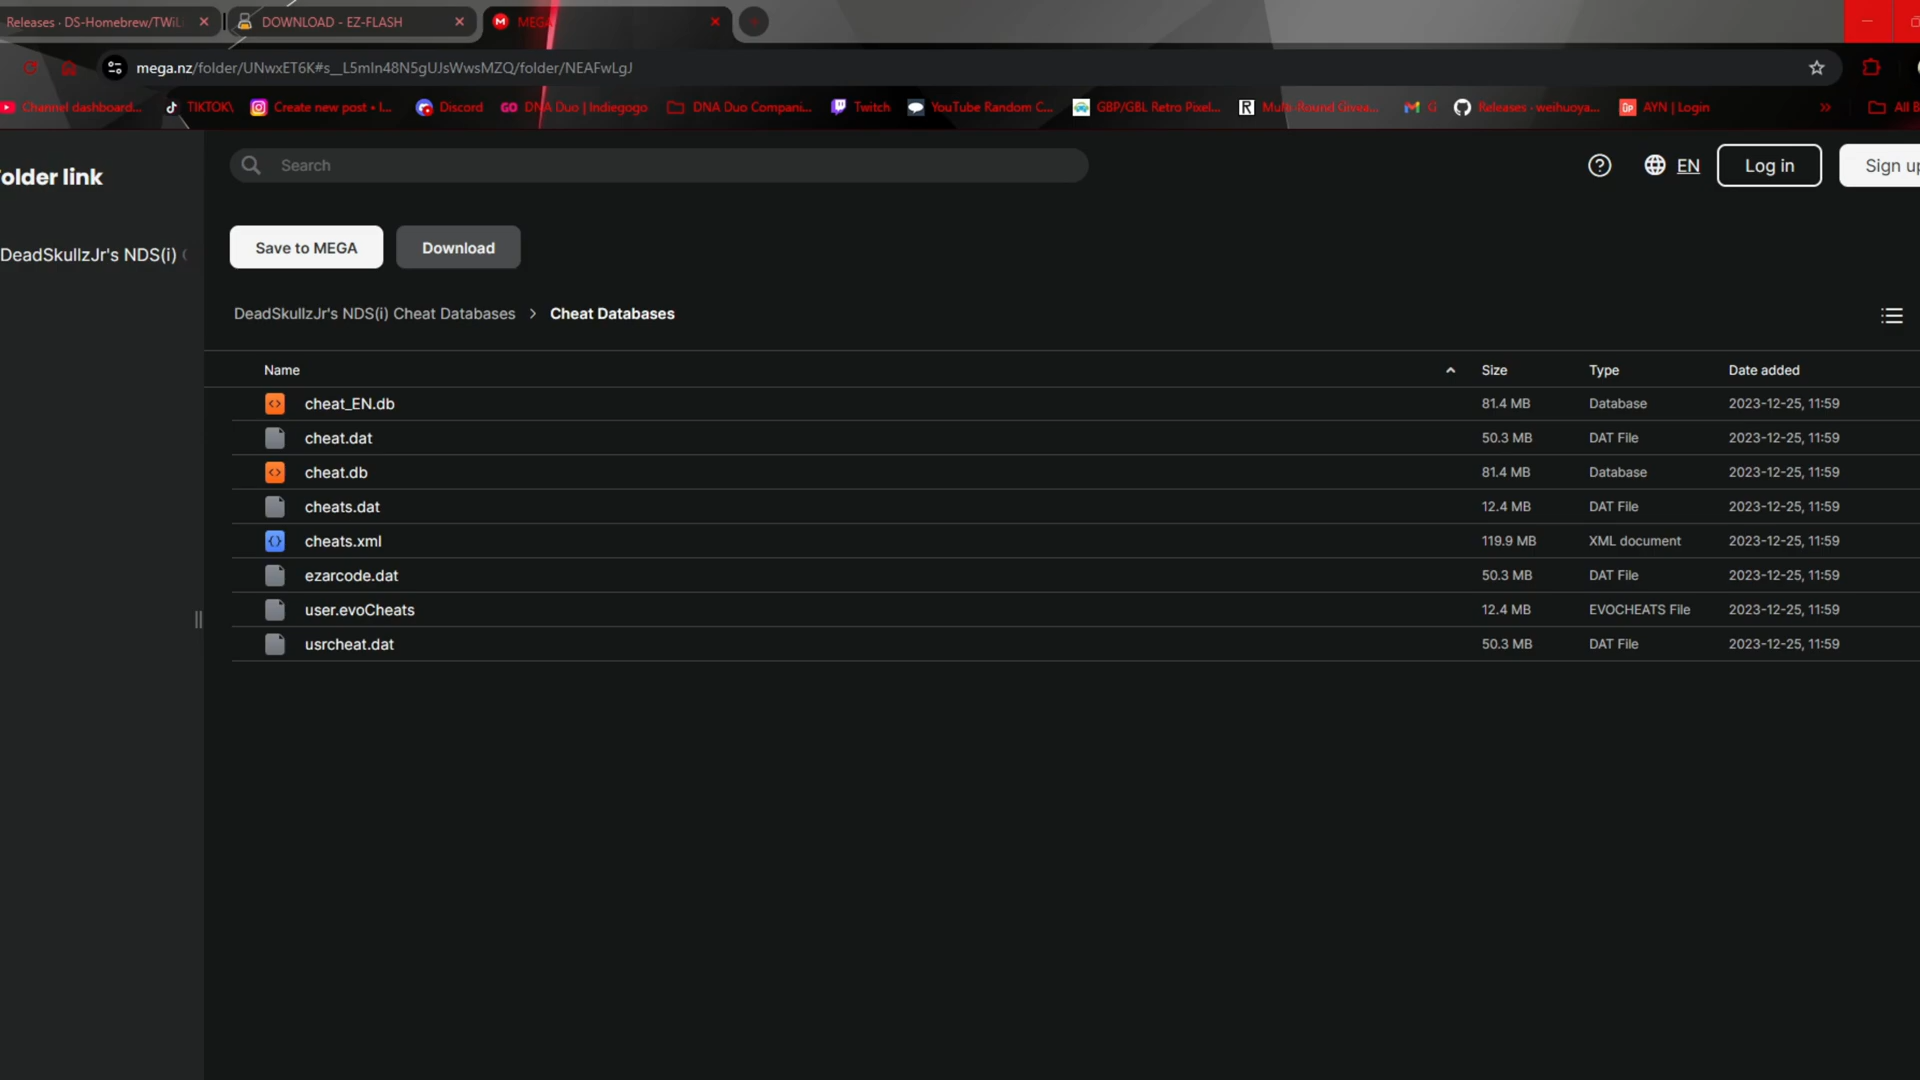 Releases · DS-Homebrew/TWiLi
DOWNLOAD - EZ-FLASH
MEGA
mega.nz/folder/UNwxET6K#s__L5mIn48N5gUJsWwsMZQ/folder/NEAFwLgJ
Channel dashboard...
TIKTOK\
Create new post • I...
Discord
GO DNA Duo | Indiegogo
DNA Duo Compani...
Twitch
YouTube Random C...
GBP/GBL Retro Pixel...
Multi-Round Givea...
G
Releases · weihuoya...
AYN | Login
All B
older link
Search
EN
Log in
Sign up
DeadSkullzJr's NDS(i)
Save to MEGA
Download
DeadSkullzJr's NDS(i) Cheat Databases > Cheat Databases
Name Size Type Date added
cheat_EN.db 81.4 MB Database 2023-12-25, 11:59
cheat.dat 50.3 MB DAT File 2023-12-25, 11:59
cheat.db 81.4 MB Database 2023-12-25, 11:59
cheats.dat 12.4 MB DAT File 2023-12-25, 11:59
cheats.xml 119.9 MB XML document 2023-12-25, 11:59
ezarcode.dat 50.3 MB DAT File 2023-12-25, 11:59
user.evoCheats 12.4 MB EVOCHEATS File 2023-12-25, 11:59
usrcheat.dat 50.3 MB DAT File 2023-12-25, 11:59